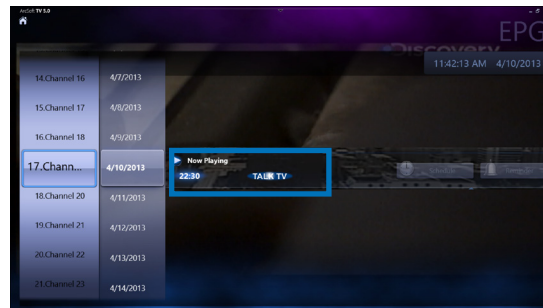 ArcSoft TV 5.0
EPG
Discovery
11:42:13 AM 4/10/2013
14.Channel 16 4/7/2013
15.Channel 17 4/8/2013
16.Channel 18 4/9/2013
17.Chann... 4/10/2013
Now Playing
22:30 TALK TV
18.Channel 20 4/11/2013
19.Channel 21 4/12/2013
20.Channel 22 4/13/2013
21.Channel 23 4/14/2013